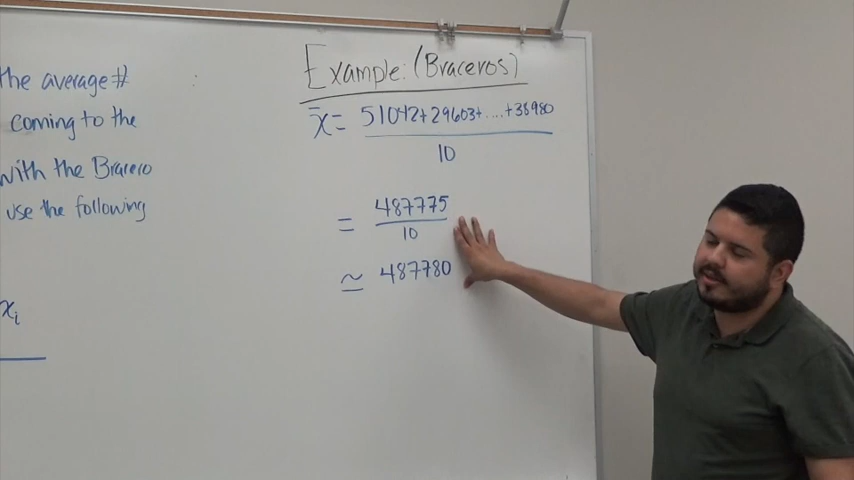 the average #
coming to the
with the Bracero
use the following
xᵢ
Example: (Braceros)
x̄ = 51042+29603+....+38980
10
= 487775
10
≃ 487780